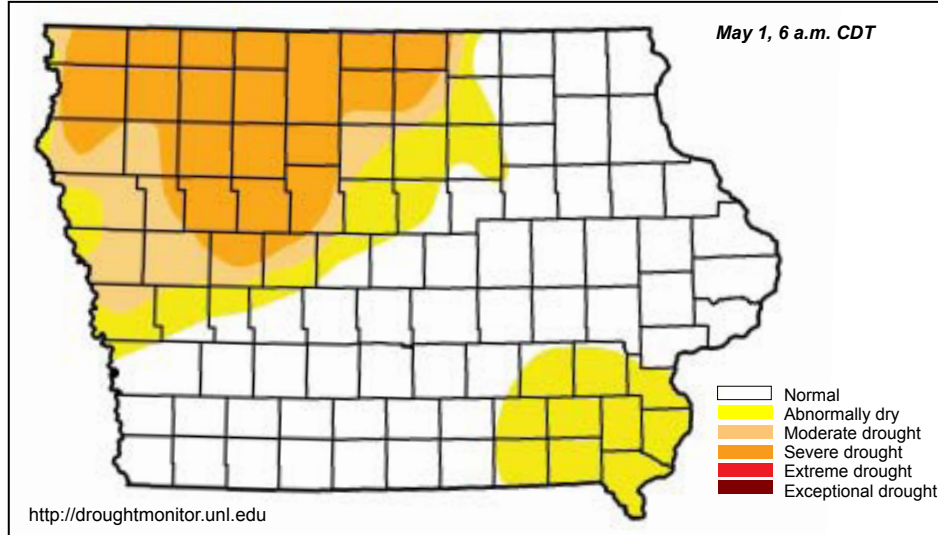 May 1, 6 a.m. CDT
Normal
Abnormally dry
Moderate drought
Severe drought
Extreme drought
Exceptional drought
http://droughtmonitor.unl.edu